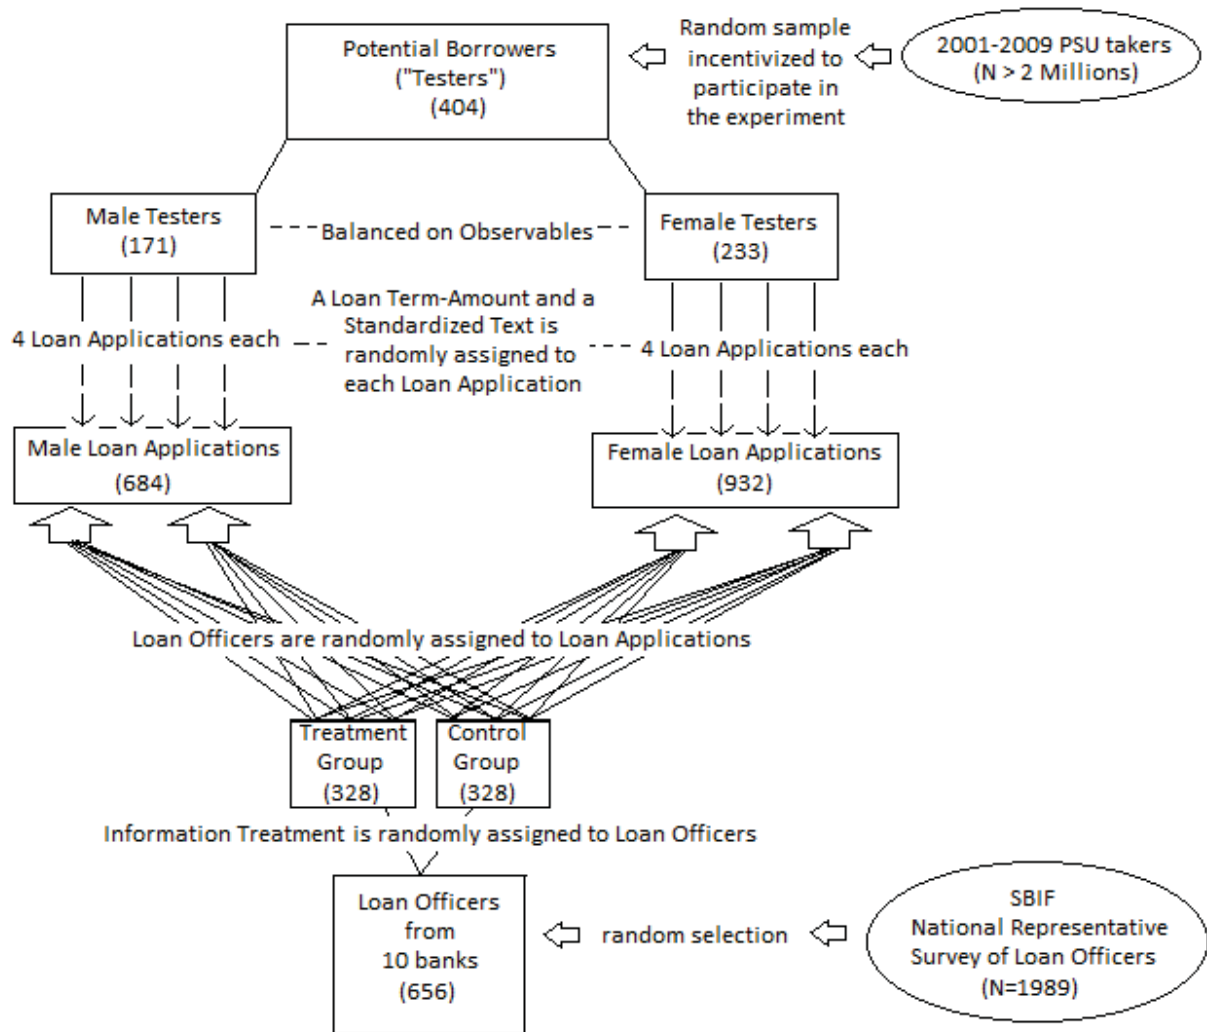 Potential Borrowers
("Testers")
(404)
Random sample
incentivized to
participate in
the experiment
2001-2009 PSU takers
(N > 2 Millions)
Male Testers
(171)
Balanced on Observables
Female Testers
(233)
4 Loan Applications each
A Loan Term-Amount and a
Standardized Text is
randomly assigned to
each Loan Application
4 Loan Applications each
Male Loan Applications
(684)
Female Loan Applications
(932)
Loan Officers are randomly assigned to Loan Applications
Treatment
Group
(328)
Control
Group
(328)
Information Treatment is randomly assigned to Loan Officers
Loan Officers
from
10 banks
(656)
random selection
SBIF
National Representative
Survey of Loan Officers
(N=1989)